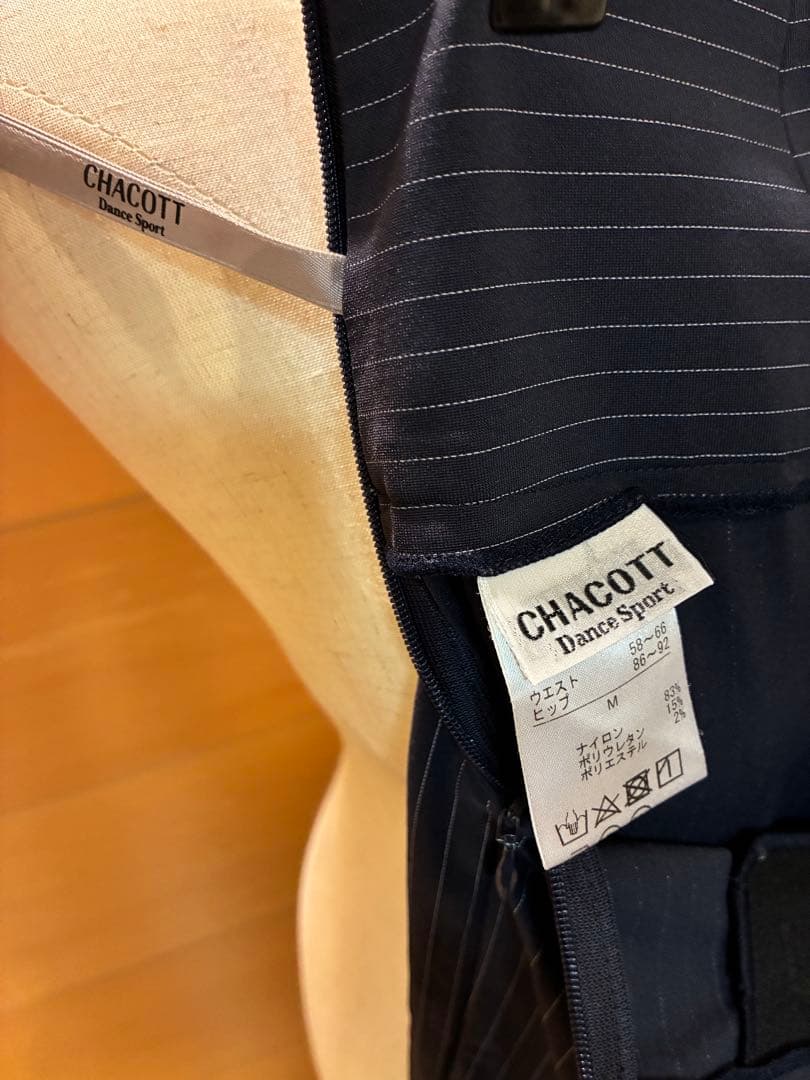 CHACOTT
Dance Sport
CHACOTT
Dance Sport
ウエスト 58～66
ヒップ 86～92
M
ナイロン 83%
ポリウレタン 15%
ポリエステル 2%